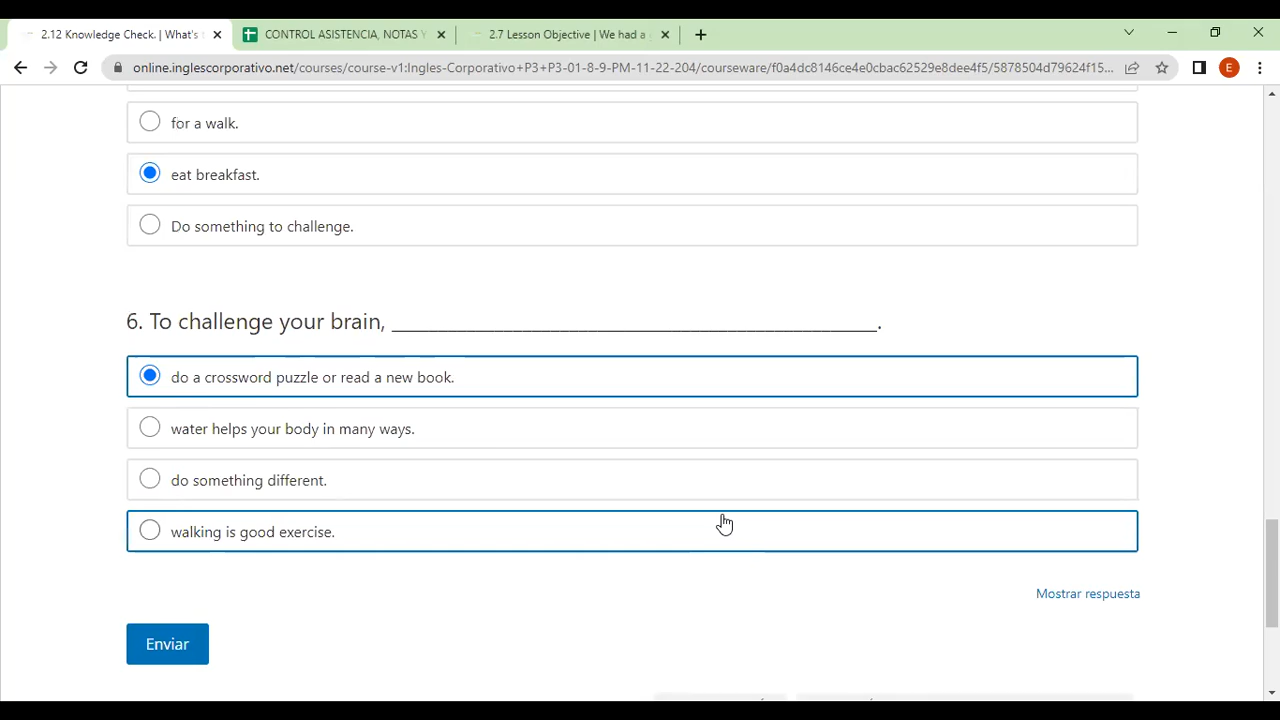 2.12 Knowledge Check. | What's
CONTROL ASISTENCIA, NOTAS Y
2.7 Lesson Objective | We had a
online.inglescorporativo.net/courses/course-v1:Ingles-Corporativo+P3+P3-01-8-9-PM-11-22-204/courseware/f0a4dc8146ce4e0cbac62529e8dee4f5/5878504d79624f15...
E
for a walk.
eat breakfast.
Do something to challenge.
6. To challenge your brain, ___________________________________________.
do a crossword puzzle or read a new book.
water helps your body in many ways.
do something different.
walking is good exercise.
Mostrar respuesta
Enviar